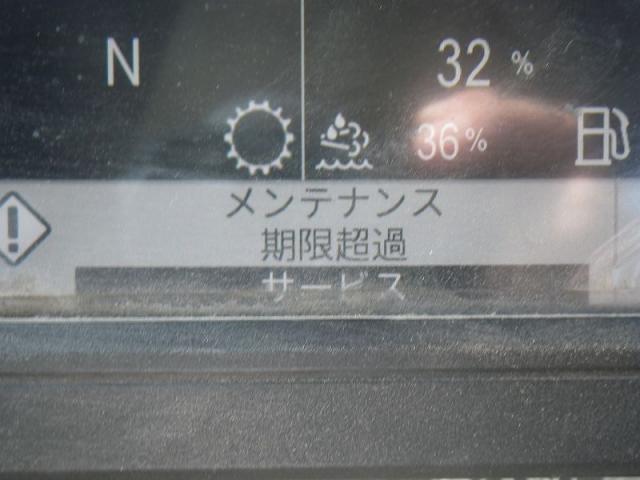 N
32 %
36%
メンテナンス
期限超過
サービス